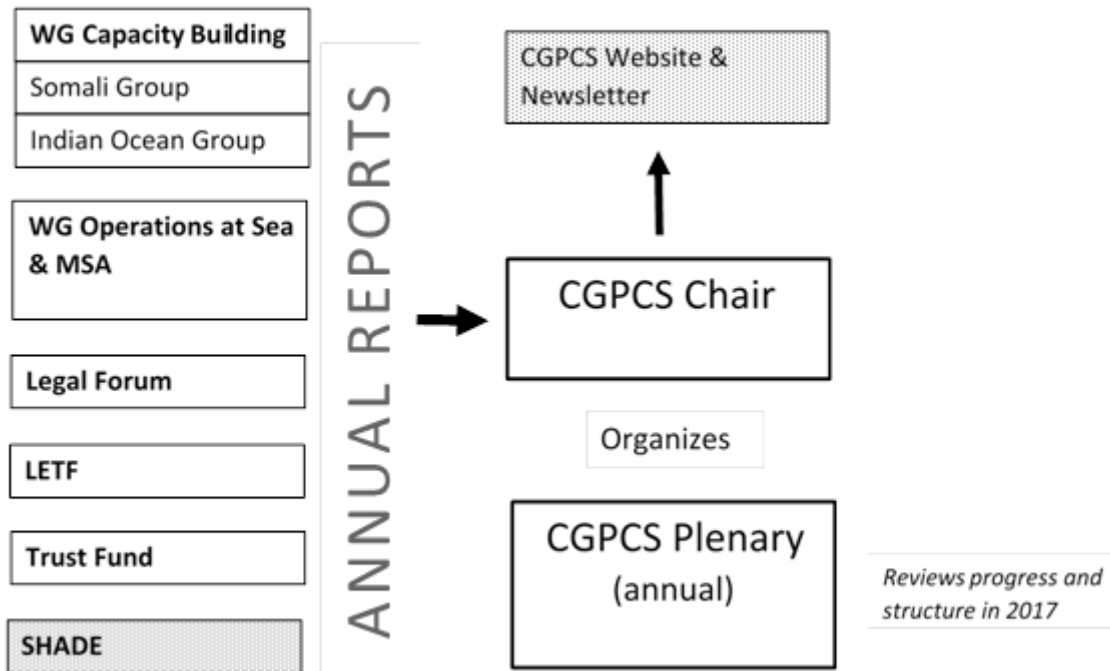 WG Capacity Building
Somali Group
Indian Ocean Group
WG Operations at Sea
& MSA
Legal Forum
LETF
Trust Fund
SHADE
ANNUAL REPORTS
CGPCS Website &
Newsletter
CGPCS Chair
Organizes
CGPCS Plenary
(annual)
Reviews progress and
structure in 2017